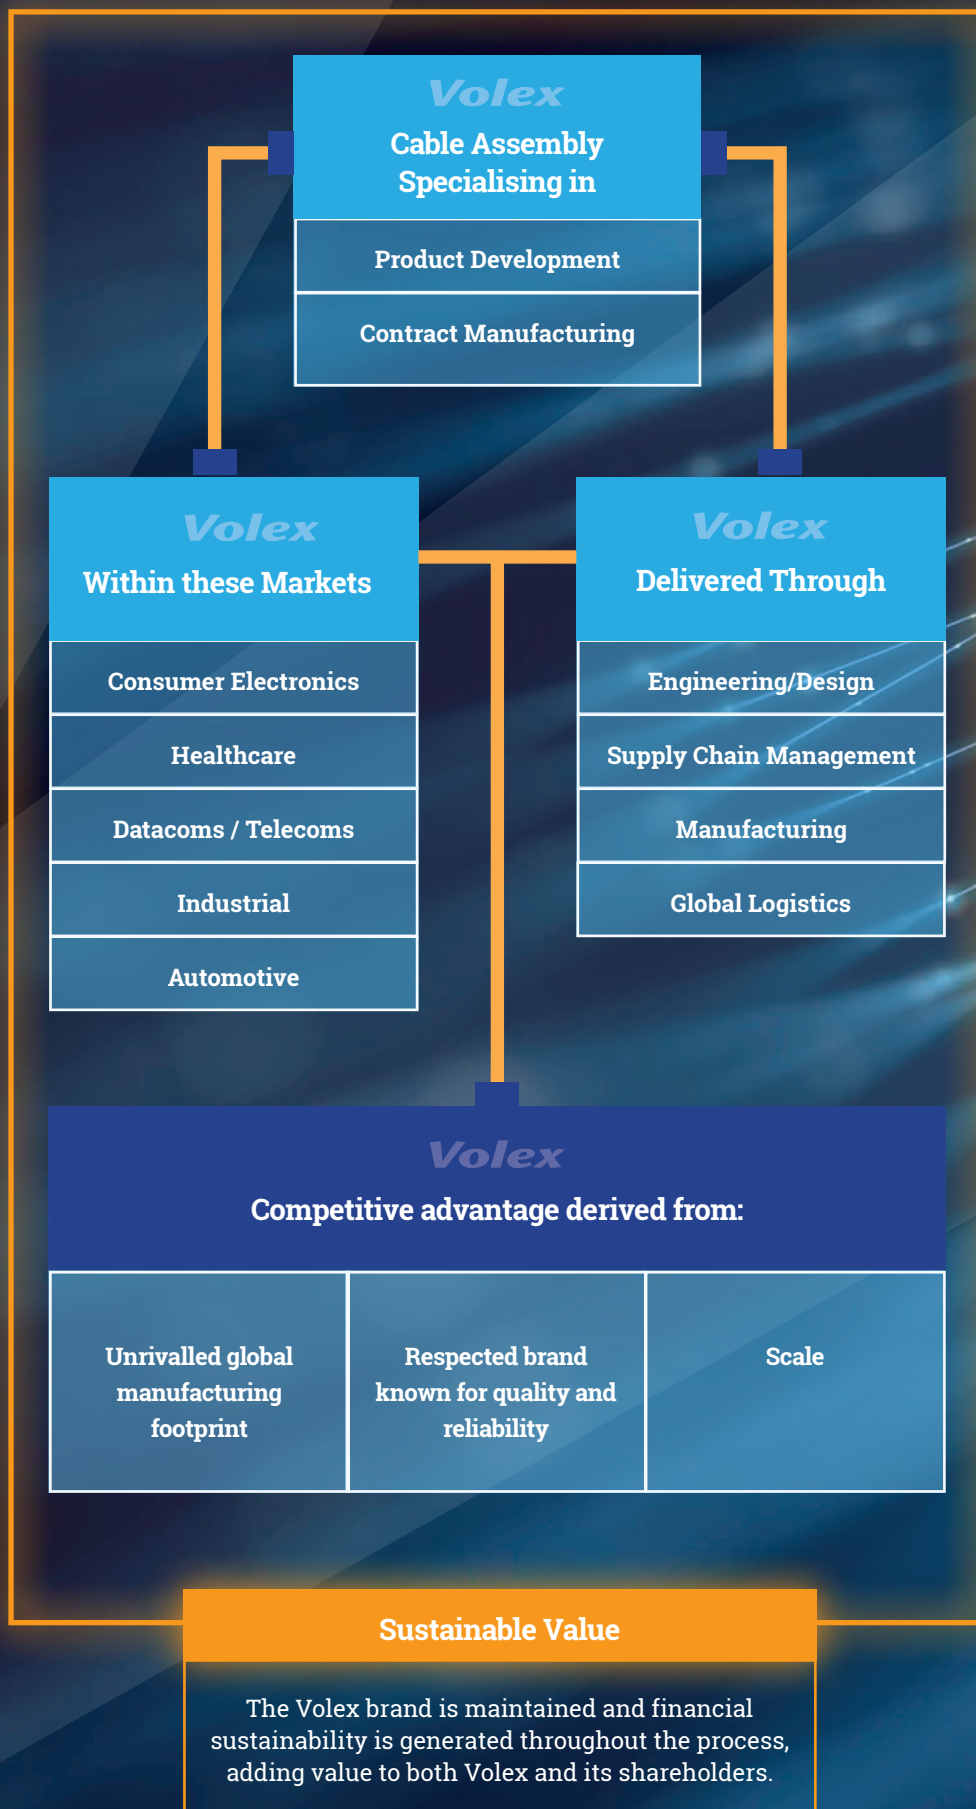 Volex
Cable Assembly
Specialising in
Product Development
Contract Manufacturing
Volex
Within these Markets
Consumer Electronics
Healthcare
Datacoms / Telecoms
Industrial
Automotive
Volex
Delivered Through
Engineering/Design
Supply Chain Management
Manufacturing
Global Logistics
Volex
Competitive advantage derived from:
Unrivalled global
manufacturing
footprint
Respected brand
known for quality and
reliability
Scale
Sustainable Value
The Volex brand is maintained and financial
sustainability is generated throughout the process,
adding value to both Volex and its shareholders.